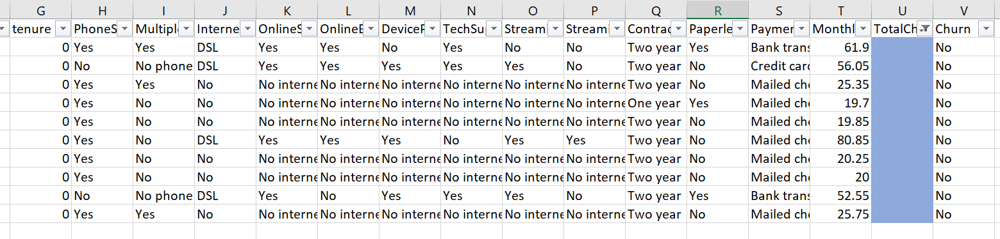 G H I J K L M N O P Q R S T U V
tenure PhoneS Multipl Interne OnlineS OnlineE DeviceF TechSu Stream Stream Contrac Paperle Paymer Monthl TotalCh Churn
0 Yes Yes DSL Yes Yes No Yes No No Two year Yes Bank trans 61.9 No
0 No No phone DSL Yes Yes Yes Yes Yes No Two year No Credit card 56.05 No
0 Yes Yes No No interne No interne No interne No interne No interne No interne Two year No Mailed che 25.35 No
0 Yes No No No interne No interne No interne No interne No interne No interne One year Yes Mailed che 19.7 No
0 Yes No No No interne No interne No interne No interne No interne No interne Two year No Mailed che 19.85 No
0 Yes No DSL Yes Yes Yes No Yes Yes Two year No Mailed che 80.85 No
0 Yes No No No interne No interne No interne No interne No interne No interne Two year No Mailed che 20.25 No
0 Yes No No No interne No interne No interne No interne No interne No interne Two year No Mailed che 20 No
0 No No phone DSL Yes No Yes Yes Yes No Two year Yes Bank trans 52.55 No
0 Yes Yes No No interne No interne No interne No interne No interne No interne Two year No Mailed che 25.75 No